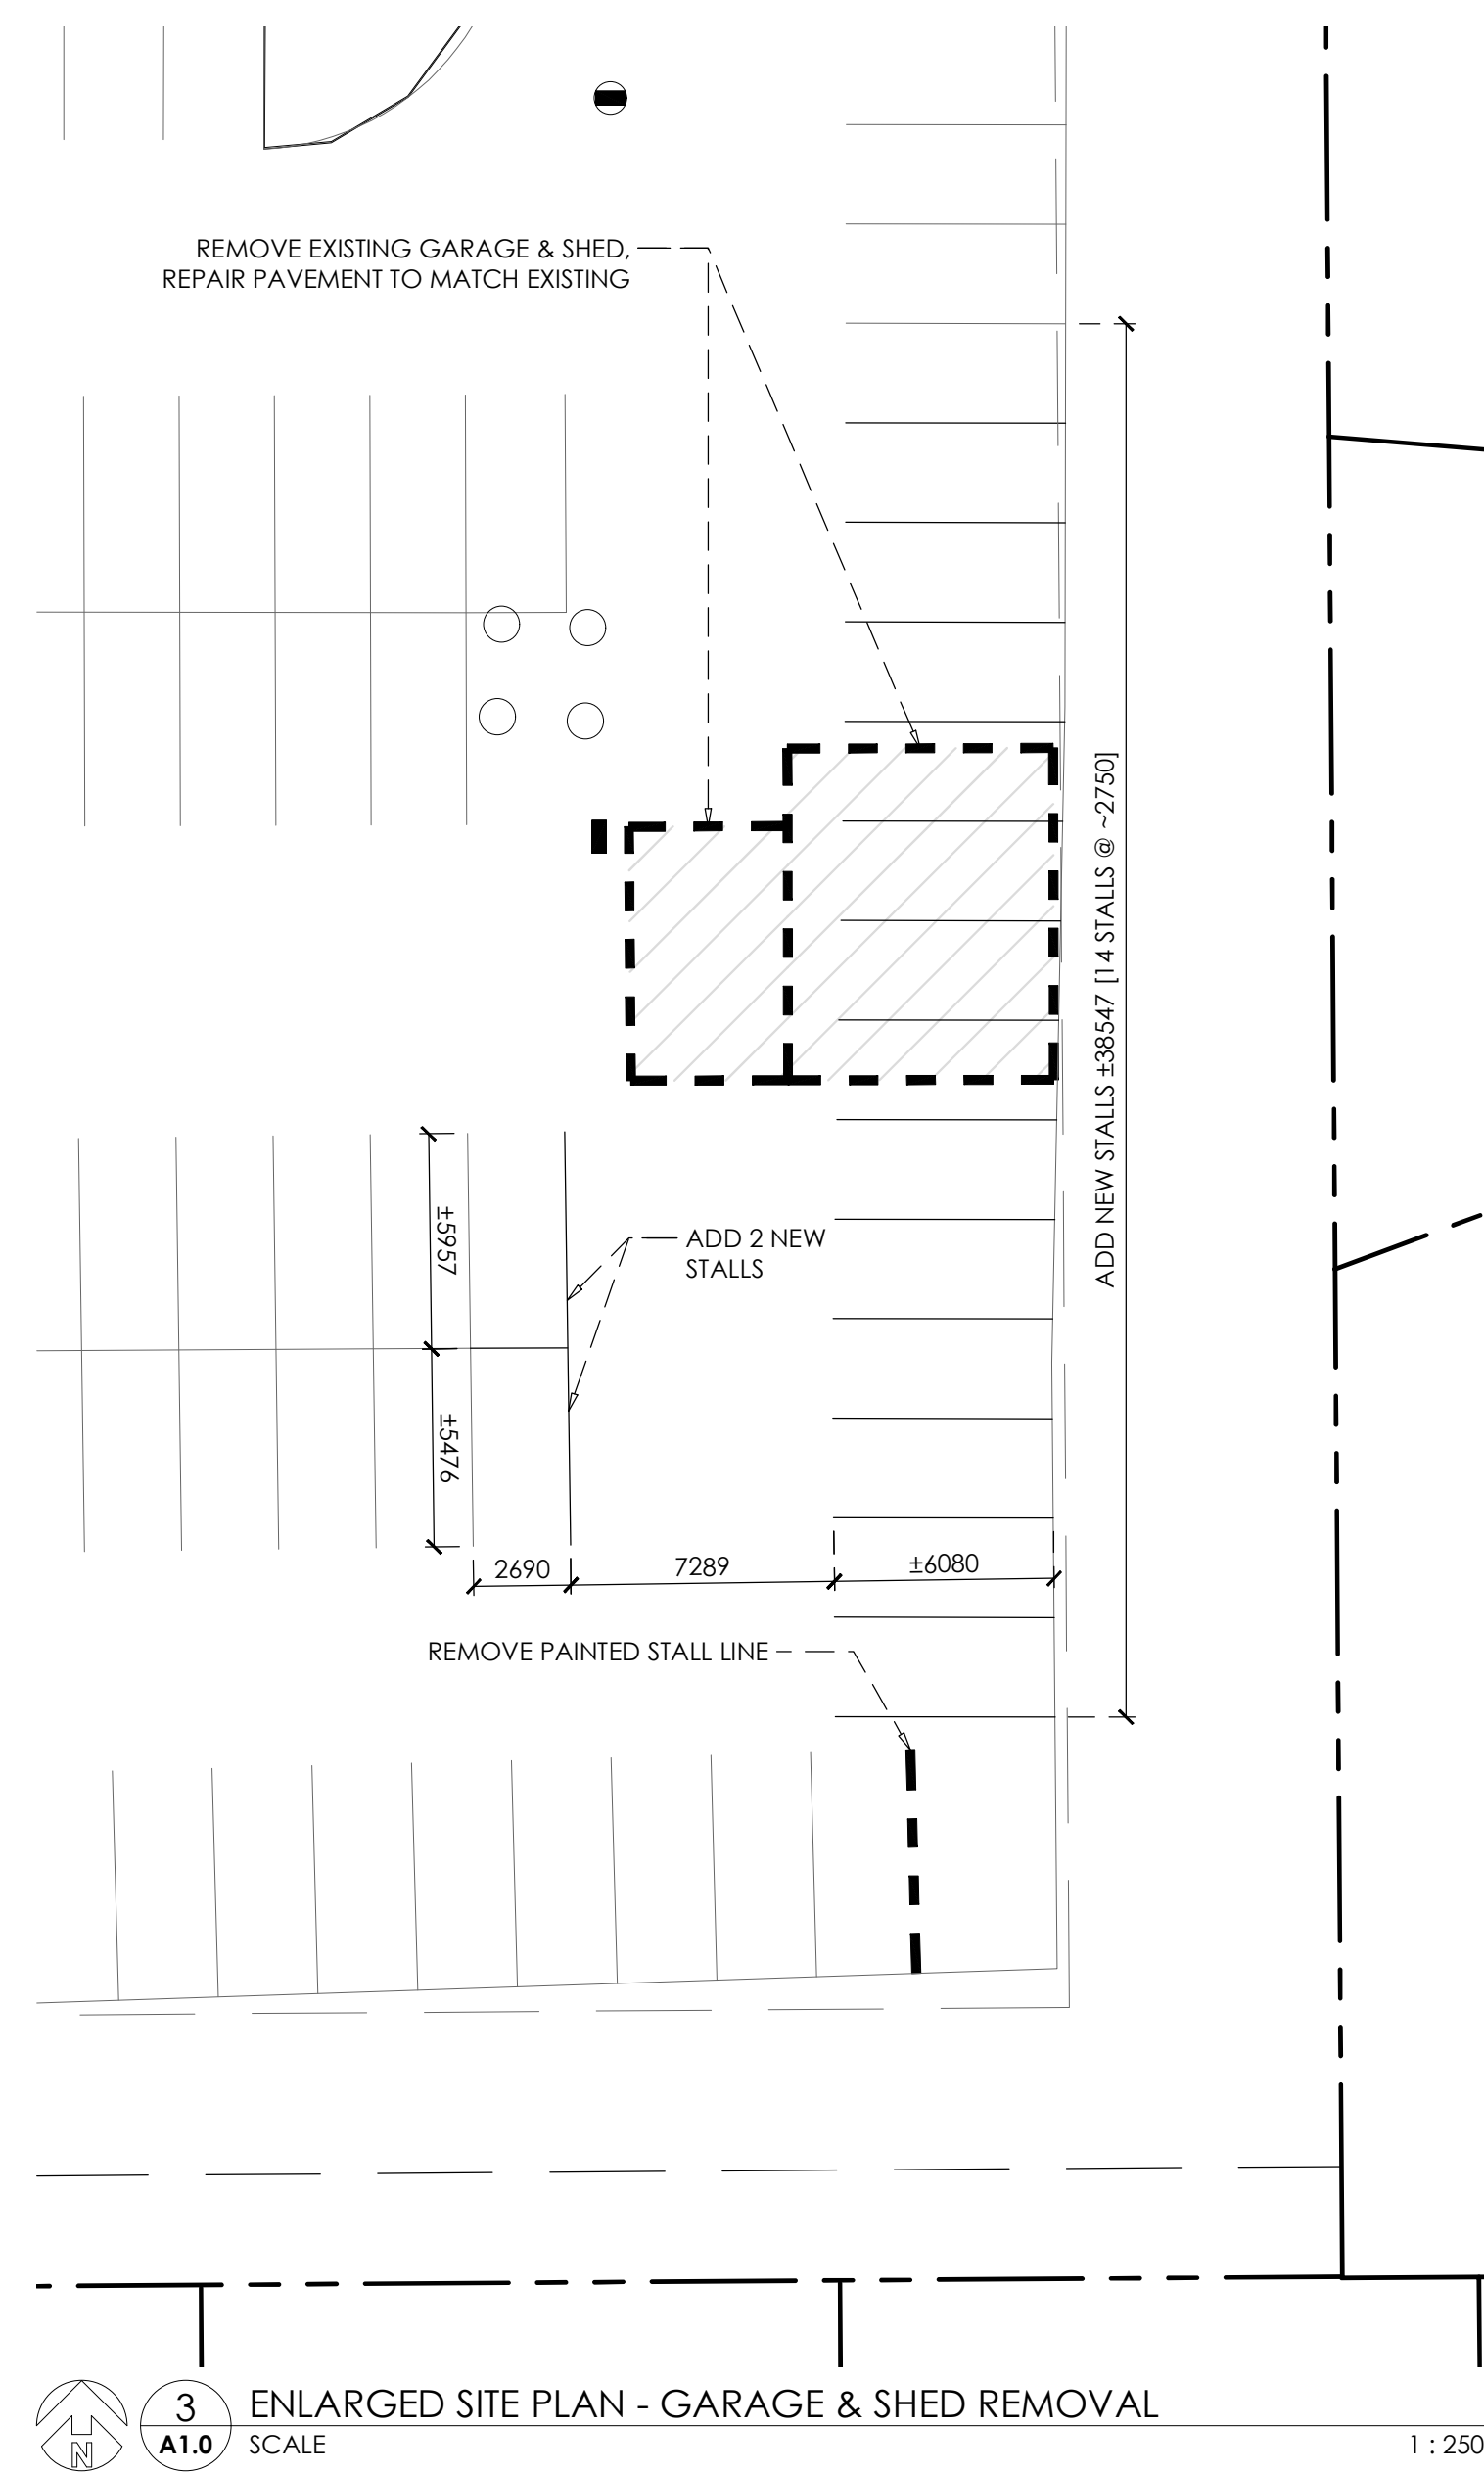 REMOVE EXISTING GARAGE & SHED,
REPAIR PAVEMENT TO MATCH EXISTING
ADD NEW STALLS ±38547 [14 STALLS @ ~2750]
±5957
ADD 2 NEW
STALLS
±5476
2690
7289
±6080
REMOVE PAINTED STALL LINE
N
3
A1.0
ENLARGED SITE PLAN - GARAGE & SHED REMOVAL
SCALE
1 : 250